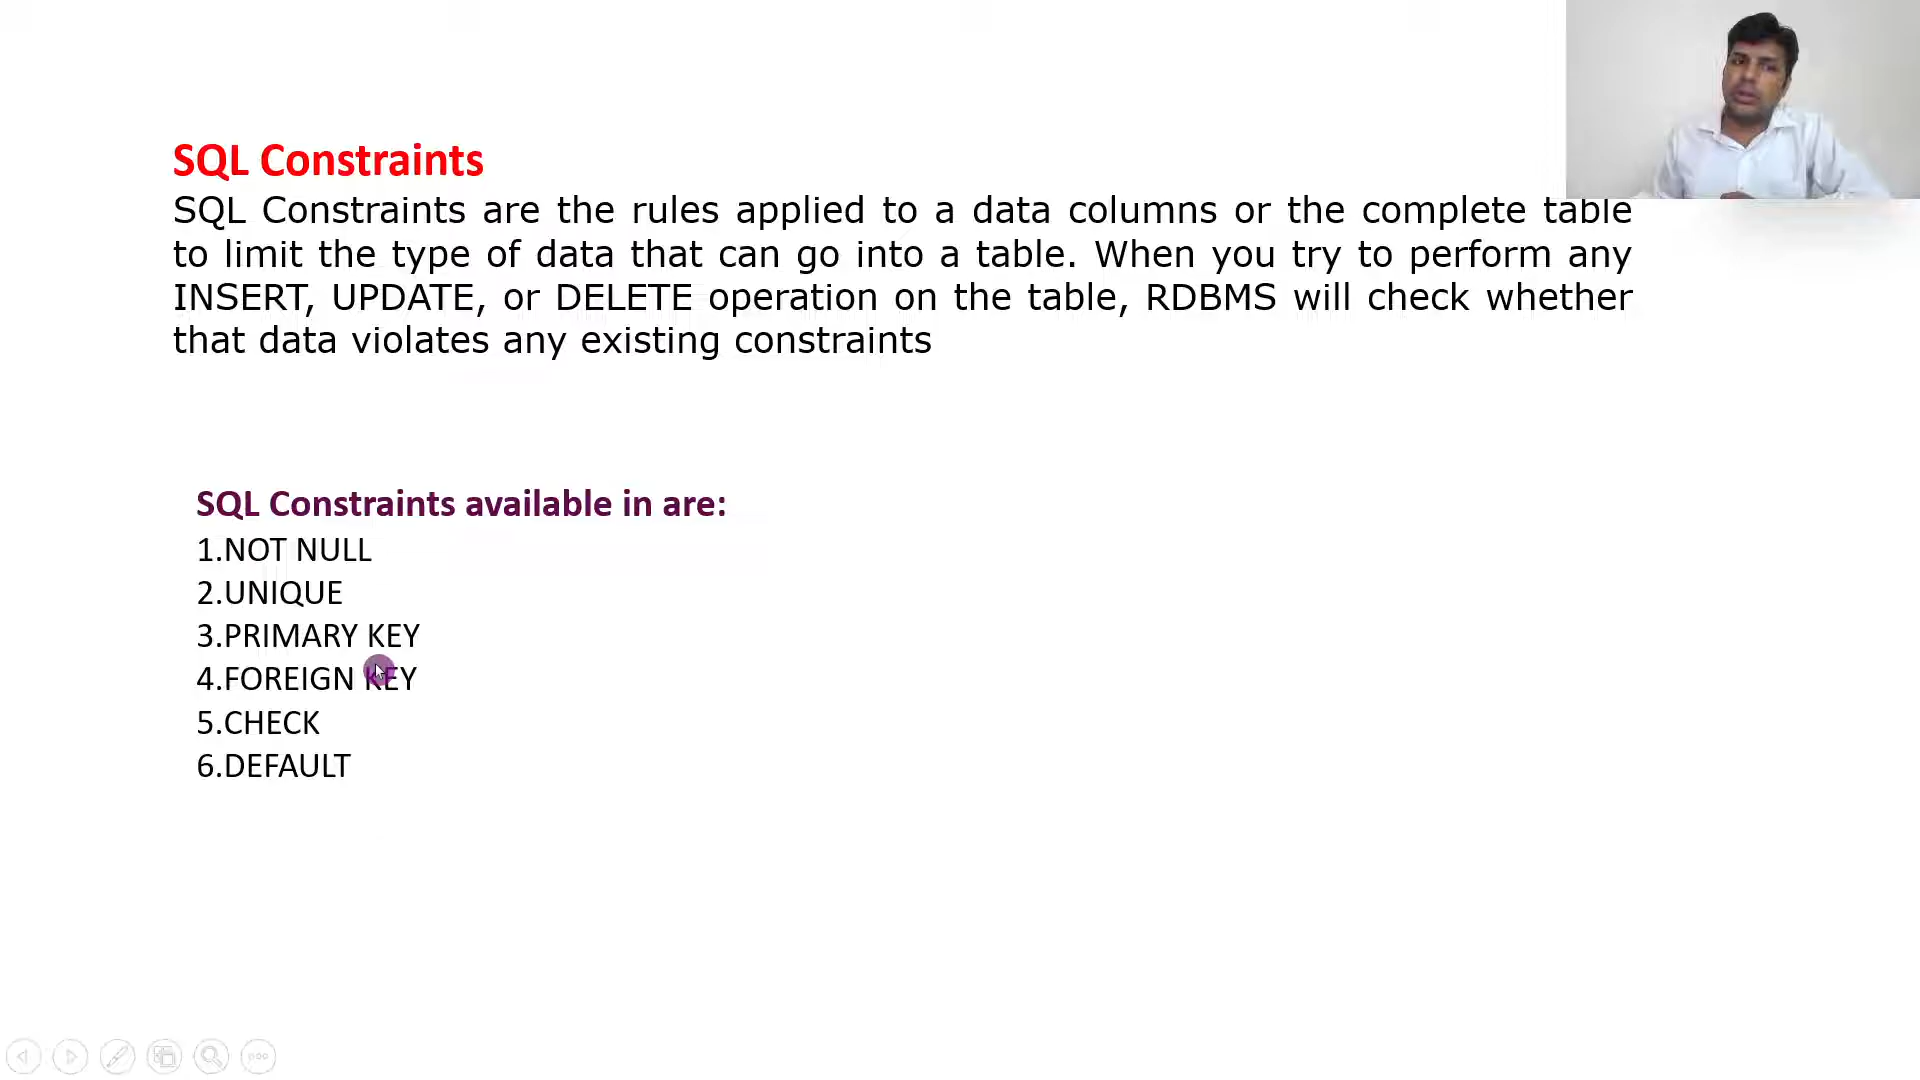 SQL Constraints
SQL Constraints are the rules applied to a data columns or the complete table
to limit the type of data that can go into a table. When you try to perform any
INSERT, UPDATE, or DELETE operation on the table, RDBMS will check whether
that data violates any existing constraints
SQL Constraints available in are:
1.NOT NULL
2.UNIQUE
3.PRIMARY KEY
4.FOREIGN KEY
5.CHECK
6.DEFAULT